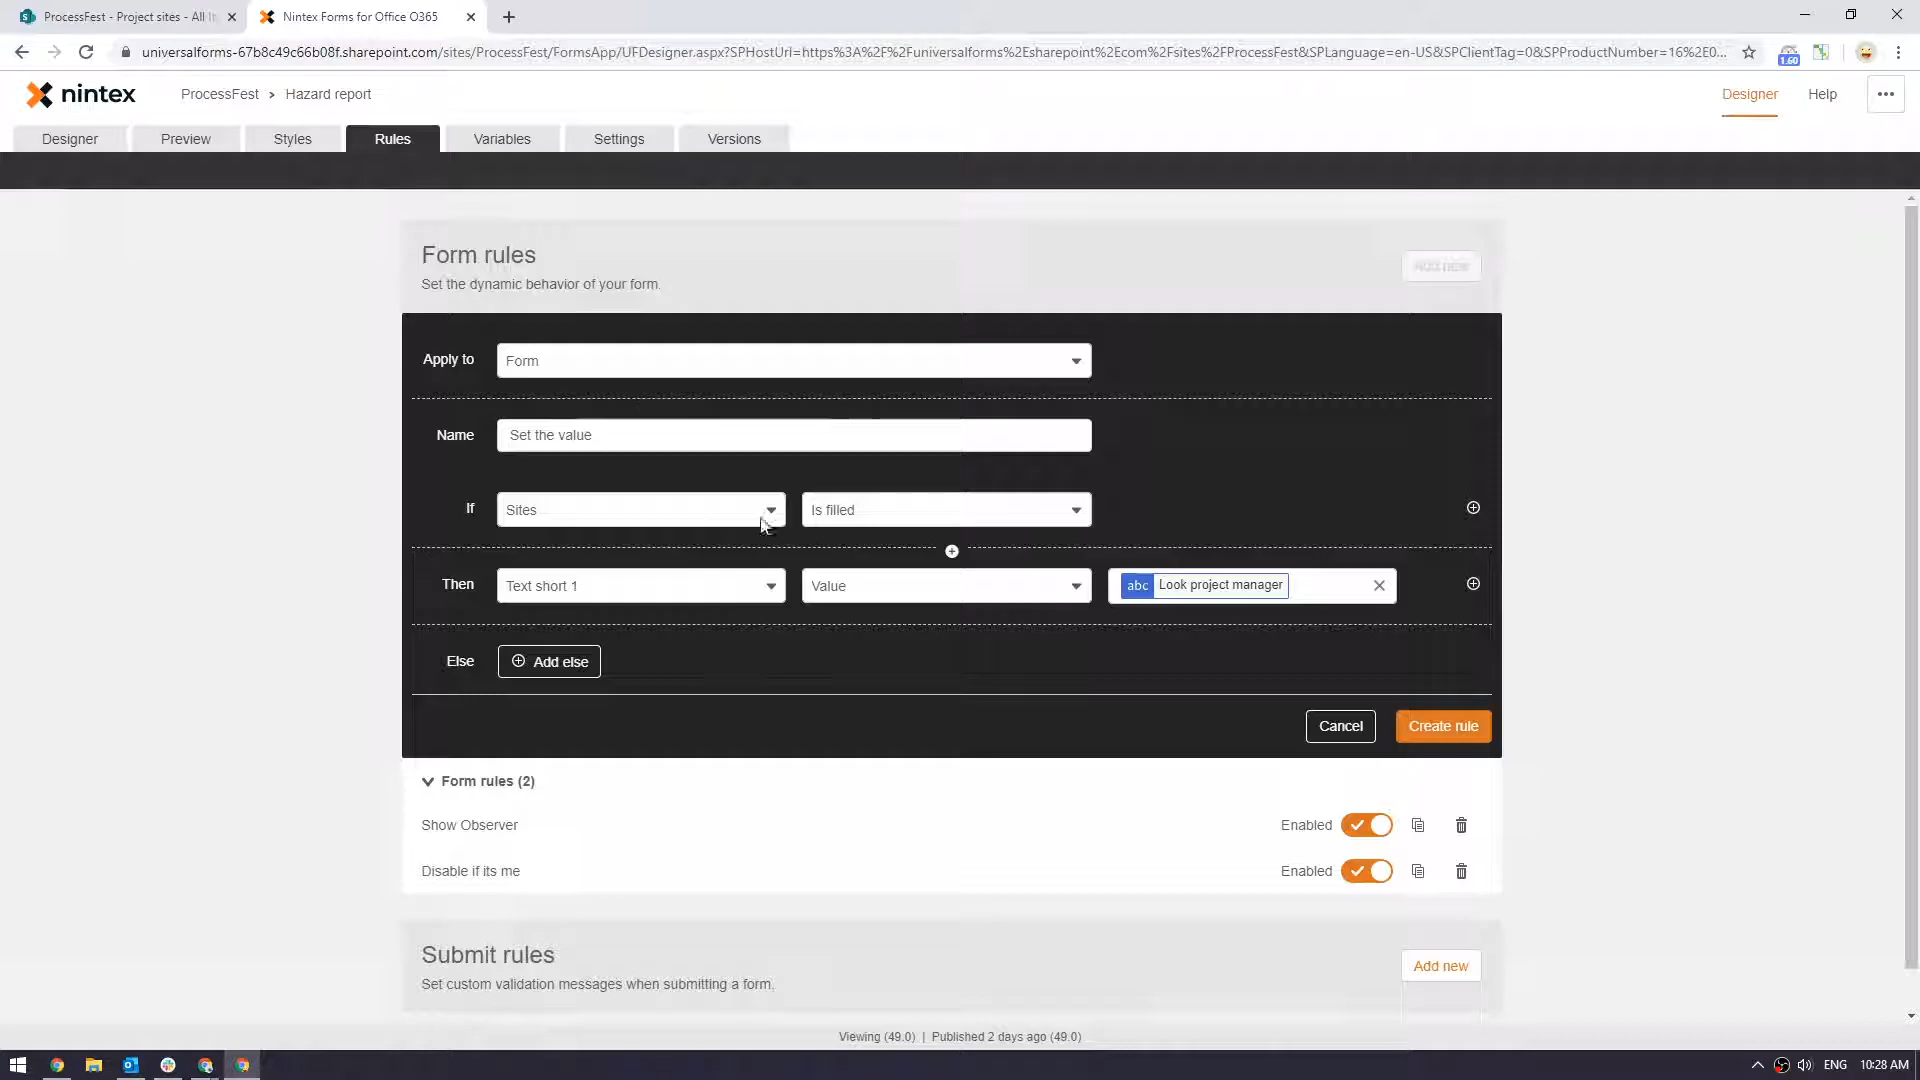 ProcessFest - Project sites - All It
Nintex Forms for Office O365
universalforms-67b8c49c66b08f.sharepoint.com/sites/ProcessFest/FormsApp/UFDesigner.aspx?SPHostUrl=https%3A%2F%2Funiversalforms%2Esharepoint%2Ecom%2Fsites%2FProcessFest&SPLanguage=en-US&SPClientTag=0&SPProductNumber=16%2E0...
1.60
nintex ProcessFest > Hazard report Designer Help
Designer Preview Styles Rules Variables Settings Versions
Form rules
Add new
Set the dynamic behavior of your form.
Apply to Form
Name Set the value
If Sites Is filled
Then Text short 1 Value abc Look project manager
Else Add else
Cancel Create rule
Form rules (2)
Show Observer Enabled
Disable if its me Enabled
Submit rules
Add new
Set custom validation messages when submitting a form.
Viewing (49.0) | Published 2 days ago (49.0)
ENG 10:28 AM